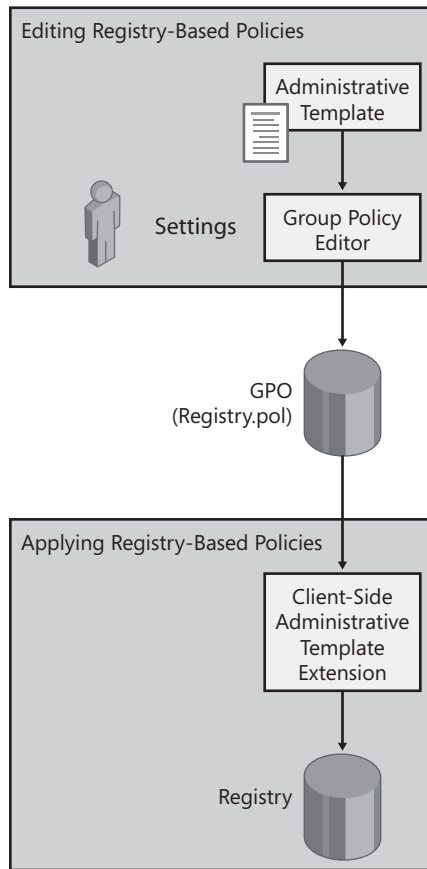 Editing Registry-Based Policies
Administrative
Template
Settings
Group Policy
Editor
GPO
(Registry.pol)
Applying Registry-Based Policies
Client-Side
Administrative
Template
Extension
Registry